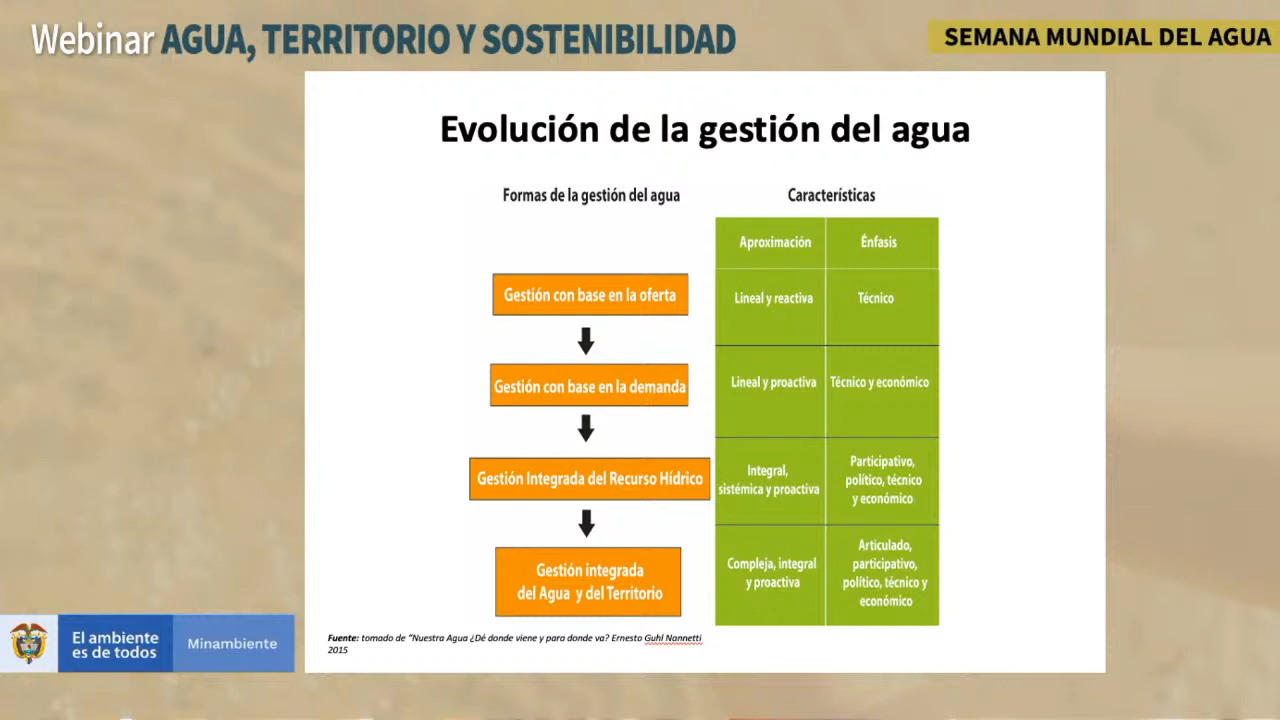 Webinar AGUA, TERRITORIO Y SOSTENIBILIDAD
SEMANA MUNDIAL DEL AGUA
Evolución de la gestión del agua
Formas de la gestión del agua
Características
Aproximación
Énfasis
Gestión con base en la oferta
Lineal y reactiva
Técnico
Gestión con base en la demanda
Lineal y proactiva
Técnico y económico
Gestión Integrada del Recurso Hídrico
Integral,
sistémica y proactiva
Participativo,
político, técnico
y económico
Gestión integrada
del Agua y del Territorio
Compleja, integral
y proactiva
Articulado,
participativo,
político, técnico y
económico
Fuente: tomado de “Nuestra Agua ¿Dé donde viene y para donde va? Ernesto Guhl Nannetti
2015
El ambiente
es de todos
Minambiente